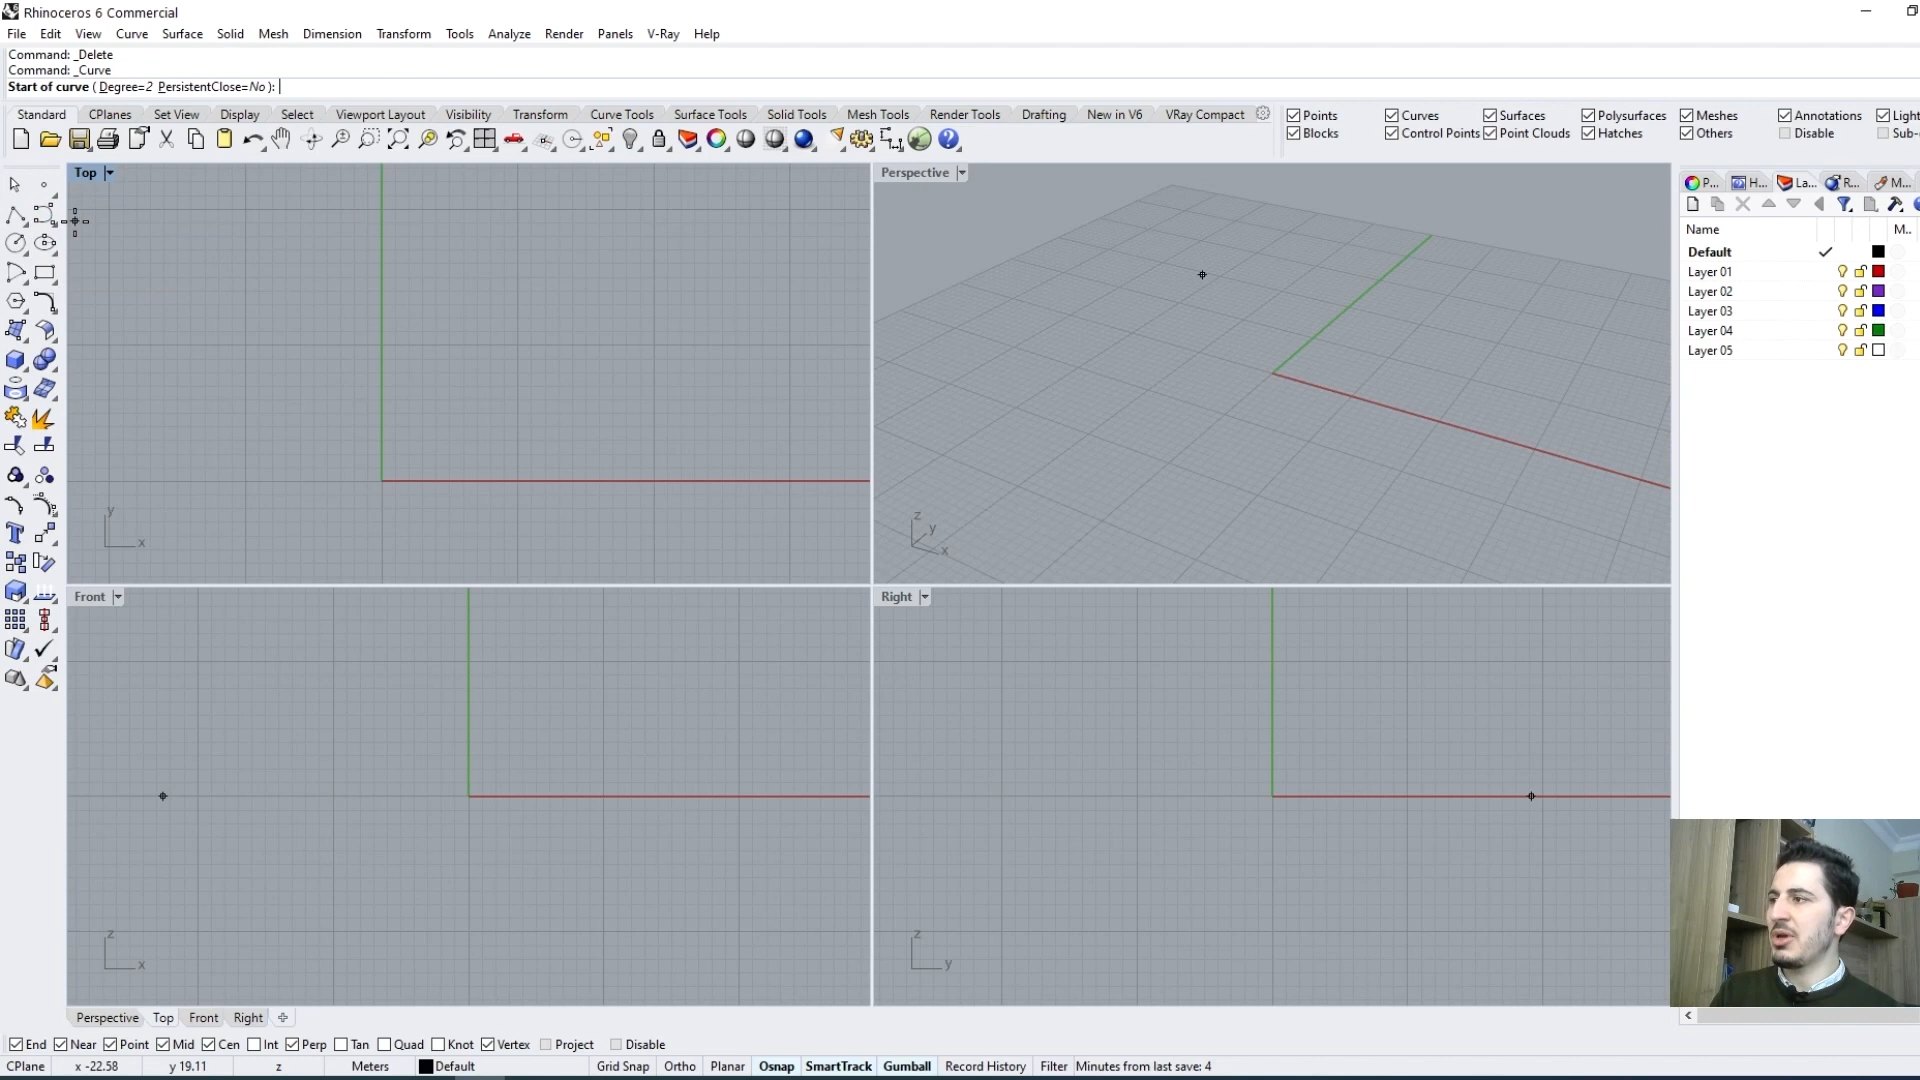 Rhinoceros 6 Commercial
File Edit View Curve Surface Solid Mesh Dimension Transform Tools Analyze Render Panels V-Ray Help
Command: _Delete
Command: _Curve
Start of curve ( Degree=2 PersistentClose=No ):
Standard CPlanes Set View Display Select Viewport Layout Visibility Transform Curve Tools Surface Tools Solid Tools Mesh Tools Render Tools Drafting New in V6 VRay Compact
Points Curves Surfaces Polysurfaces Meshes Annotations Light
Blocks Control Points Point Clouds Hatches Others Disable Sub-
Top
Perspective
P... H... La... R... M...
Name M..
Default
Layer 01
Layer 02
Layer 03
Layer 04
Layer 05
y
x
z
y
x
Front
Right
z
x
z
y
Perspective Top Front Right
End Near Point Mid Cen Int Perp Tan Quad Knot Vertex Project Disable
CPlane x -22.58 y 19.11 z Meters Default Grid Snap Ortho Planar Osnap SmartTrack Gumball Record History Filter Minutes from last save: 4